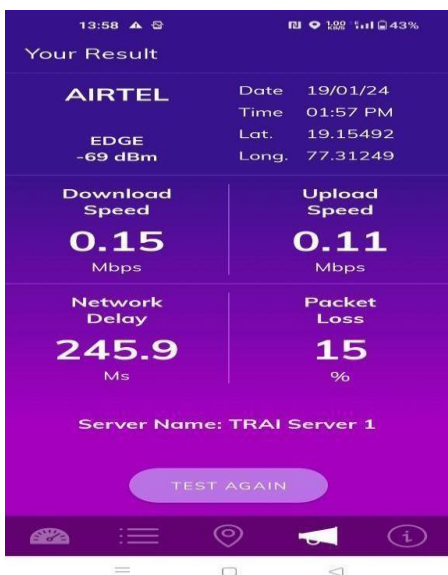 13:58
43%
Your Result
AIRTEL
EDGE
-69 dBm
Date 19/01/24
Time 01:57 PM
Lat. 19.15492
Long. 77.31249
Download
Speed
0.15
Mbps
Upload
Speed
0.11
Mbps
Network
Delay
245.9
Ms
Packet
Loss
15
%
Server Name: TRAI Server 1
TEST AGAIN